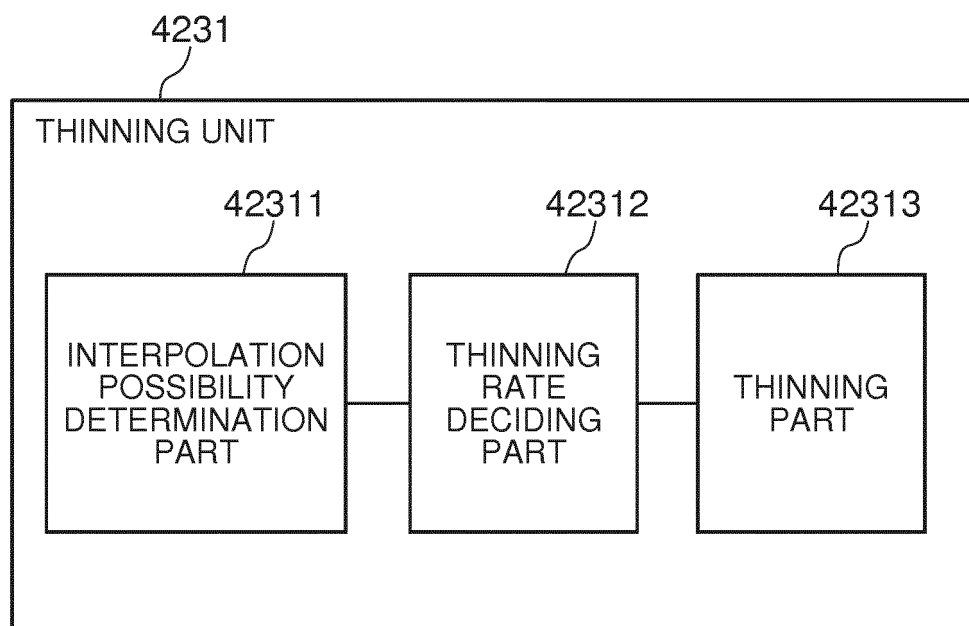 4231
THINNING UNIT
42311
42312
42313
INTERPOLATION
POSSIBILITY
DETERMINATION
PART
THINNING
RATE
DECIDING
PART
THINNING
PART